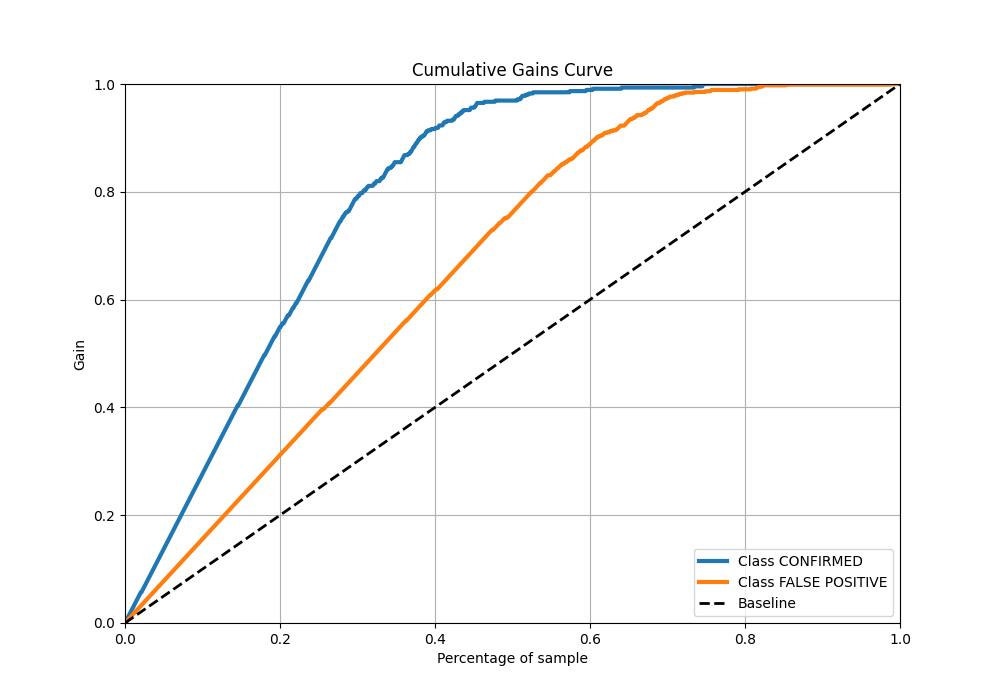 Cumulative Gains Curve
1.0
0.8
0.6
0.4
0.2
0.0
Gain
0.0 0.2 0.4 0.6 0.8 1.0
Percentage of sample
Class CONFIRMED
Class FALSE POSITIVE
Baseline